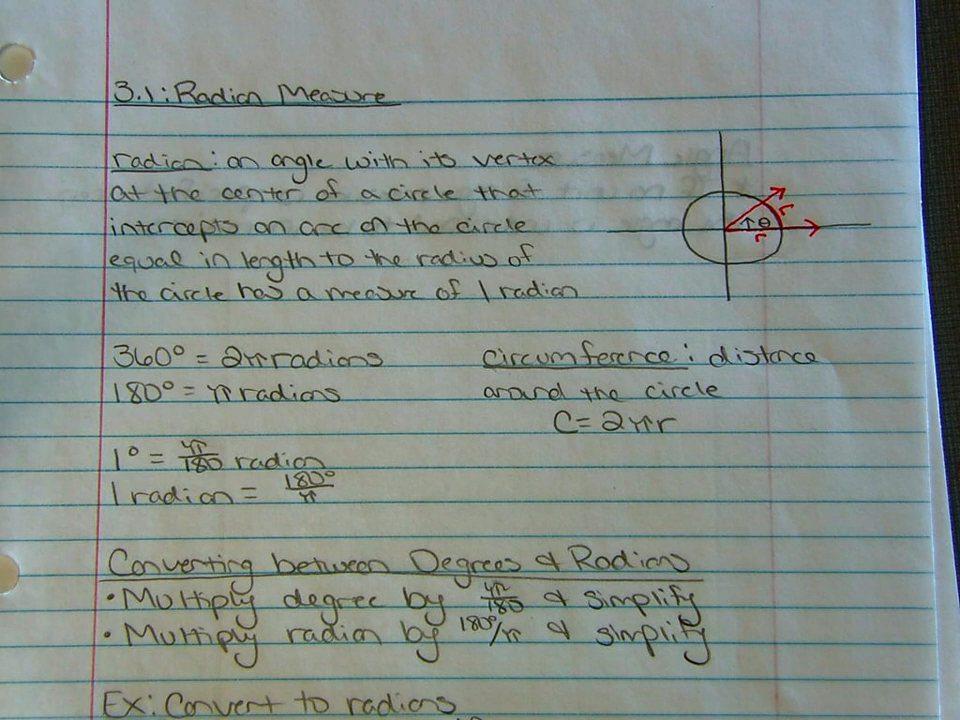 3.1: Radian Measure
radian: an angle with its vertex
at the center of a circle that
intercepts an arc on the circle
equal in length to the radius of
the circle has a measure of 1 radian
θ
r
r
360° = 2π radians
180° = π radians
circumference: distance
around the circle
C = 2πr
1° = π/180 radian
1 radian = 180°/π
Converting between Degrees & Radians
• Multiply degree by π/180 & simplify
• Multiply radian by 180°/π & simplify
Ex: Convert to radians